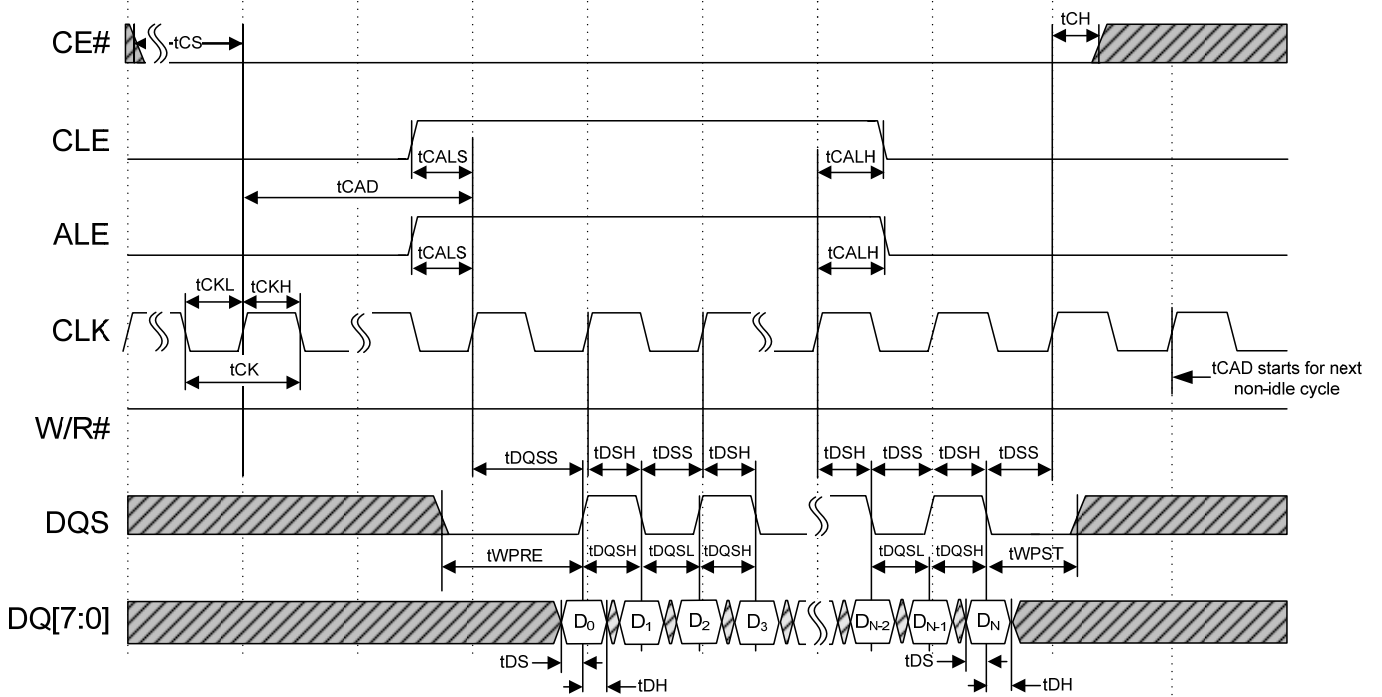 CE#
tCS
tCH
CLE
tCALS
tCALH
tCAD
ALE
tCALS
tCALH
tCKL
tCKH
CLK
tCK
tCAD starts for next
non-idle cycle
W/R#
tDQSS
tDSH
tDSS
tDSH
tDSH
tDSS
tDSH
tDSS
DQS
tWPRE
tDQSH
tDQSL
tDQSH
tDQSL
tDQSH
tWPST
DQ[7:0]
D0
D1
D2
D3
DN-2
DN-1
DN
tDS
tDH
tDS
tDH